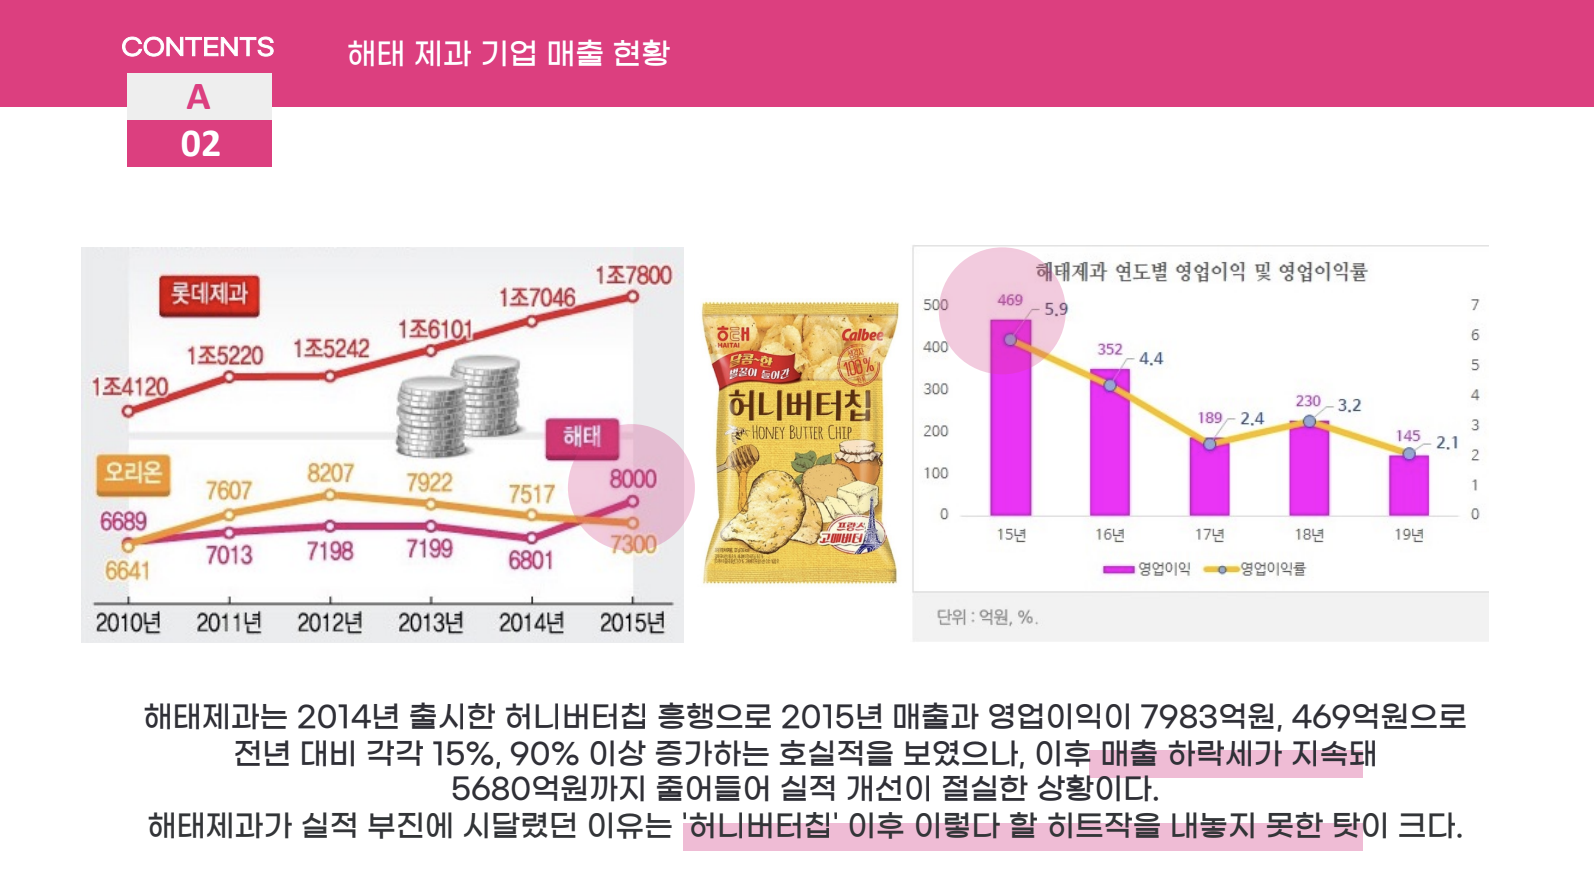 CONTENTS
해태 제과 기업 매출 현황
A
02
롯데제과
1조4120
1조5220
1조5242
1조6101
1조7046
1조7800
해태
오리온
6689
7607
8207
7922
7517
8000
6641
7013
7198
7199
6801
7300
2010년 2011년 2012년 2013년 2014년 2015년
해태
HAITAI
Calbee
달콤~한
벌꿀이 들어간
100%
허니버터칩
HONEY BUTTER CHIP
프랑스
고메버터
해태제과 연도별 영업이익 및 영업이익률
500
400
300
200
100
0
469
5.9
352
4.4
189
2.4
230
3.2
145
2.1
7
6
5
4
3
2
1
0
15년 16년 17년 18년 19년
영업이익 영업이익률
단위 : 억원, %.
해태제과는 2014년 출시한 허니버터칩 흥행으로 2015년 매출과 영업이익이 7983억원, 469억원으로
전년 대비 각각 15%, 90% 이상 증가하는 호실적을 보였으나, 이후 매출 하락세가 지속돼
5680억원까지 줄어들어 실적 개선이 절실한 상황이다.
해태제과가 실적 부진에 시달렸던 이유는 '허니버터칩' 이후 이렇다 할 히트작을 내놓지 못한 탓이 크다.